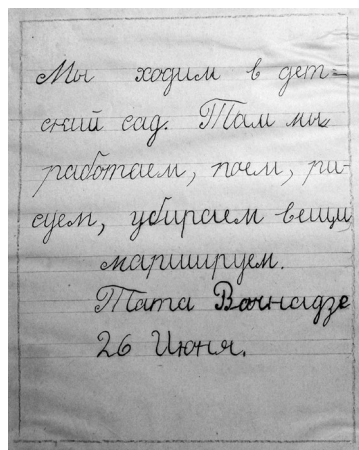 Мы ходим в дет=
ский сад. Там мы
работаем, поем, ри-
суем, убираем вещи,
маршируем.
Тата Вачнадзе
26 Июня.